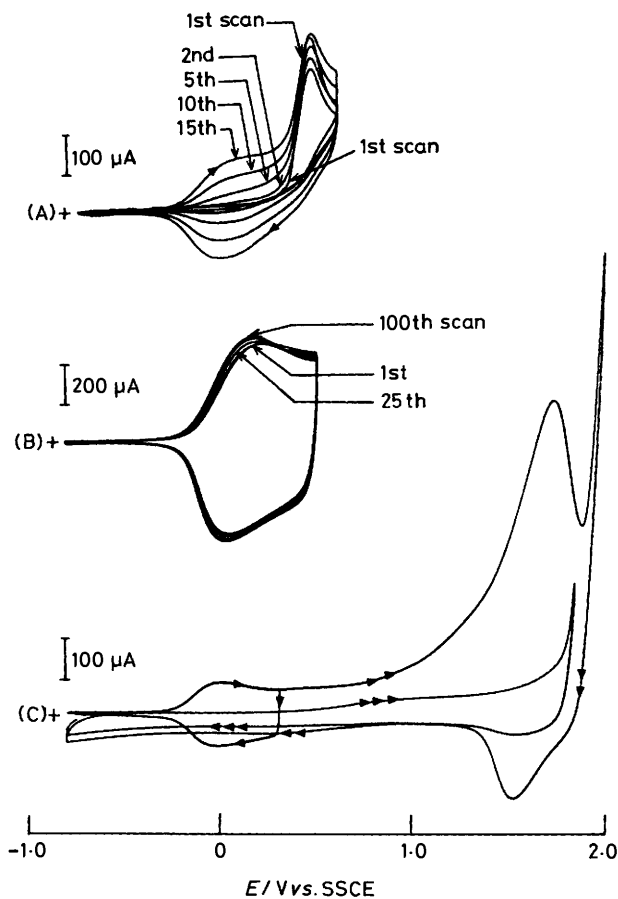 1st scan
2nd
5th
10th
15th
1st scan
100 μA
(A)+
100th scan
1st
25th
200 μA
(B)+
100 μA
(C)+
-1·0
0
1·0
2·0
E/V vs. SSCE